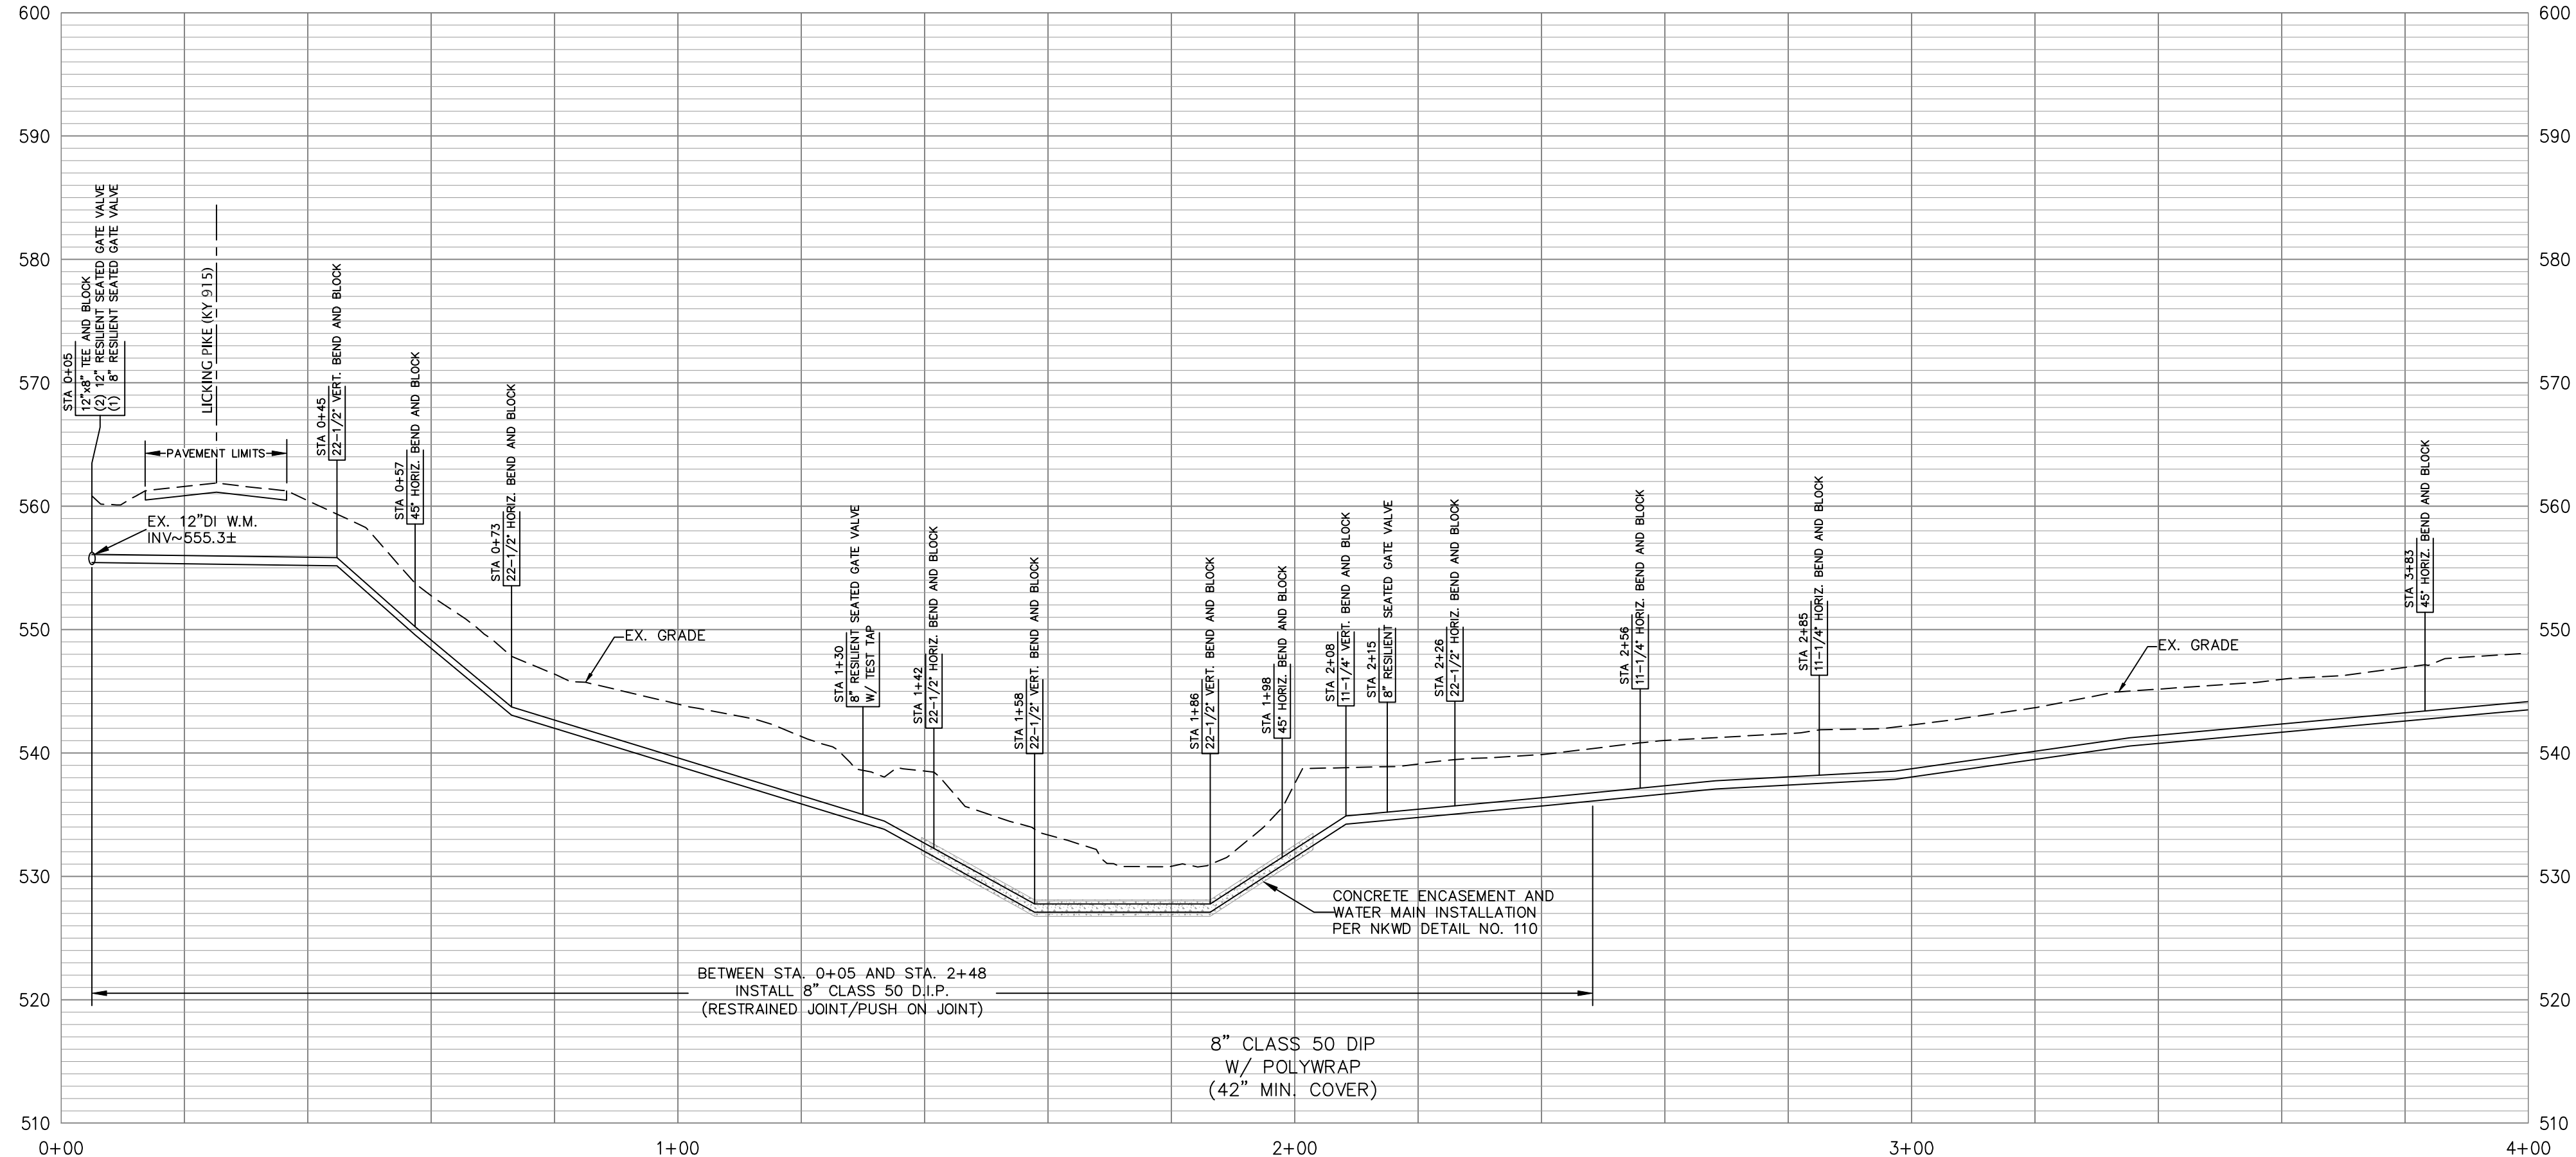 600
600
590
590
580
580
570
570
560
560
550
550
540
540
530
530
520
520
510
510
STA 0+05
12"x8" TEE AND BLOCK
(2) 12" RESILIENT SEATED GATE VALVE
(1) 8" RESILIENT SEATED GATE VALVE
LICKING PIKE (KY 915)
PAVEMENT LIMITS
EX. 12"DI W.M.
INV~555.3±
STA 0+45
22-1/2° VERT. BEND AND BLOCK
STA 0+57
45° HORIZ. BEND AND BLOCK
STA 0+73
22-1/2° HORIZ. BEND AND BLOCK
EX. GRADE
STA 1+30
8" RESILIENT SEATED GATE VALVE
W/ TEST TAP
STA 1+42
22-1/2° HORIZ. BEND AND BLOCK
STA 1+58
22-1/2° VERT. BEND AND BLOCK
STA 1+86
22-1/2° VERT. BEND AND BLOCK
STA 1+98
45° HORIZ. BEND AND BLOCK
STA 2+08
11-1/4° VERT. BEND AND BLOCK
STA 2+15
8" RESILIENT SEATED GATE VALVE
STA 2+26
22-1/2° HORIZ. BEND AND BLOCK
STA 2+56
11-1/4° HORIZ. BEND AND BLOCK
STA 2+85
11-1/4° HORIZ. BEND AND BLOCK
EX. GRADE
STA 3+83
45° HORIZ. BEND AND BLOCK
CONCRETE ENCASEMENT AND
WATER MAIN INSTALLATION
PER NKWD DETAIL NO. 110
BETWEEN STA. 0+05 AND STA. 2+48
INSTALL 8" CLASS 50 D.I.P.
(RESTRAINED JOINT/PUSH ON JOINT)
8" CLASS 50 DIP
W/ POLYWRAP
(42" MIN. COVER)
0+00
1+00
2+00
3+00
4+00